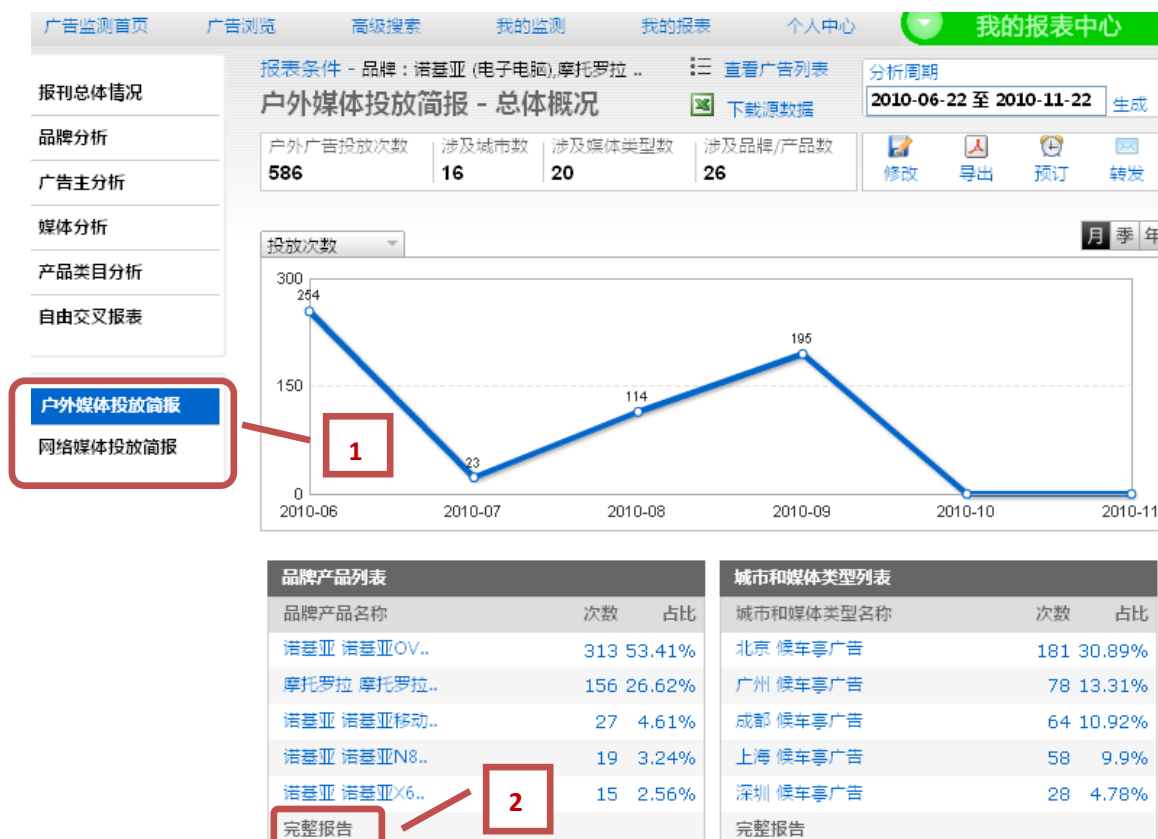 广告监测首页 广告浏览 高级搜索 我的监测 我的报表 个人中心 我的报表中心
报刊总体情况
品牌分析
广告主分析
媒体分析
产品类目分析
自由交叉报表
户外媒体投放简报
网络媒体投放简报
1
报表条件 - 品牌：诺基亚 (电子电脑),摩托罗拉 ..
查看广告列表
户外媒体投放简报 - 总体概况
下载源数据
分析周期
2010-06-22 至 2010-11-22 生成
户外广告投放次数 涉及城市数 涉及媒体类型数 涉及品牌/产品数
586 16 20 26
修改 导出 预订 转发
投放次数
月 季 年
300
254
195
150
114
23
0
2010-06 2010-07 2010-08 2010-09 2010-10 2010-11
品牌产品列表
品牌产品名称 次数 占比
诺基亚 诺基亚OV.. 313 53.41%
摩托罗拉 摩托罗拉.. 156 26.62%
诺基亚 诺基亚移动.. 27 4.61%
诺基亚 诺基亚N8.. 19 3.24%
诺基亚 诺基亚X6.. 15 2.56%
完整报告
2
城市和媒体类型列表
城市和媒体类型名称 次数 占比
北京 候车亭广告 181 30.89%
广州 候车亭广告 78 13.31%
成都 候车亭广告 64 10.92%
上海 候车亭广告 58 9.9%
深圳 候车亭广告 28 4.78%
完整报告